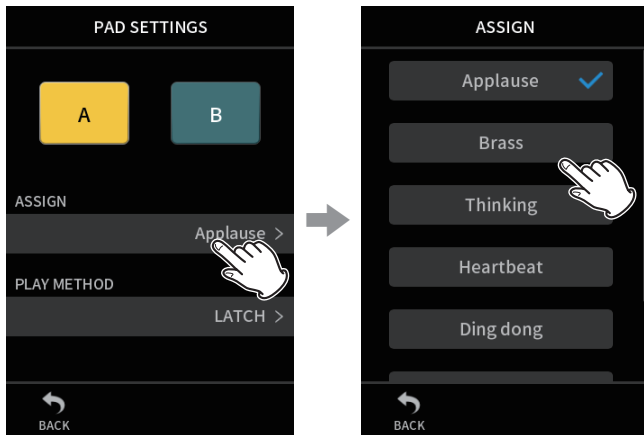 PAD SETTINGS
A
B
ASSIGN
Applause >
PLAY METHOD
LATCH >
BACK
ASSIGN
Applause
Brass
Thinking
Heartbeat
Ding dong
BACK